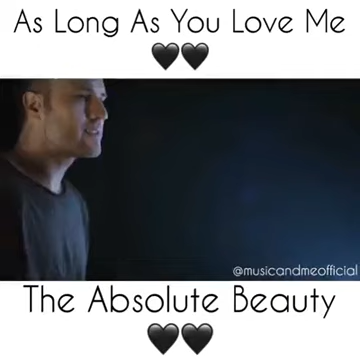 As Long As You Love Me
🖤🖤
@musicandmeofficial
The Absolute Beauty
🖤🖤